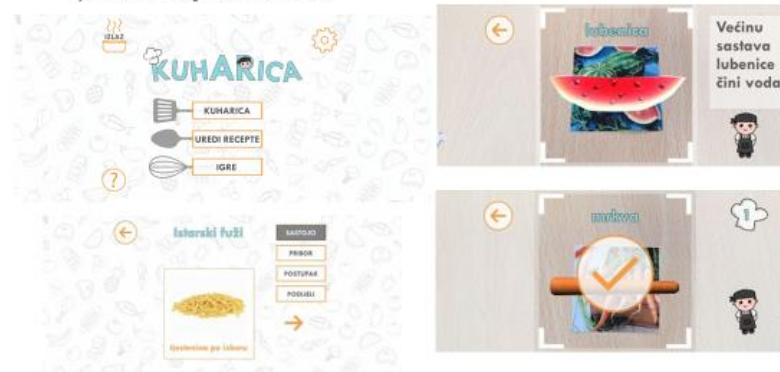 IZLAZ
KUHARICA
KUHARICA
UREDI RECEPTE
IGRE
?
Istarski fuži
SASTOJO
PRIBOR
POSTUPAK
PODIJELI
tjestenina po izboru
lubenica
Većinu
sastava
lubenice
čini voda
mrkva
1